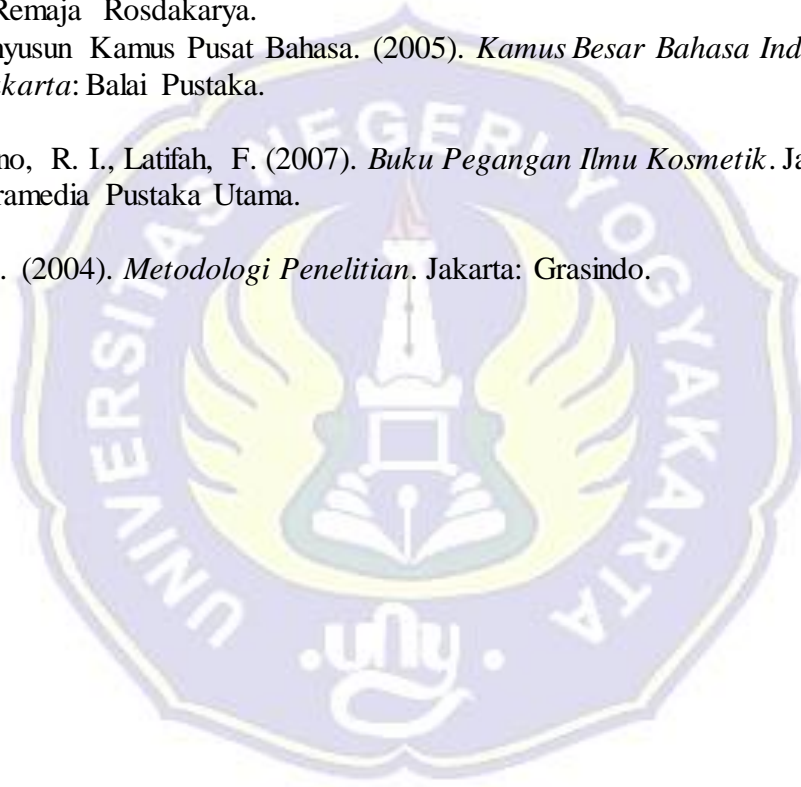 Remaja Rosdakarya.
nyusun Kamus Pusat Bahasa. (2005). Kamus Besar Bahasa Ind
karta: Balai Pustaka.
no, R. I., Latifah, F. (2007). Buku Pegangan Ilmu Kosmetik. Ja
ramedia Pustaka Utama.
. (2004). Metodologi Penelitian. Jakarta: Grasindo.
UNIVERSITAS NEGERI YOGYAKARTA
uny